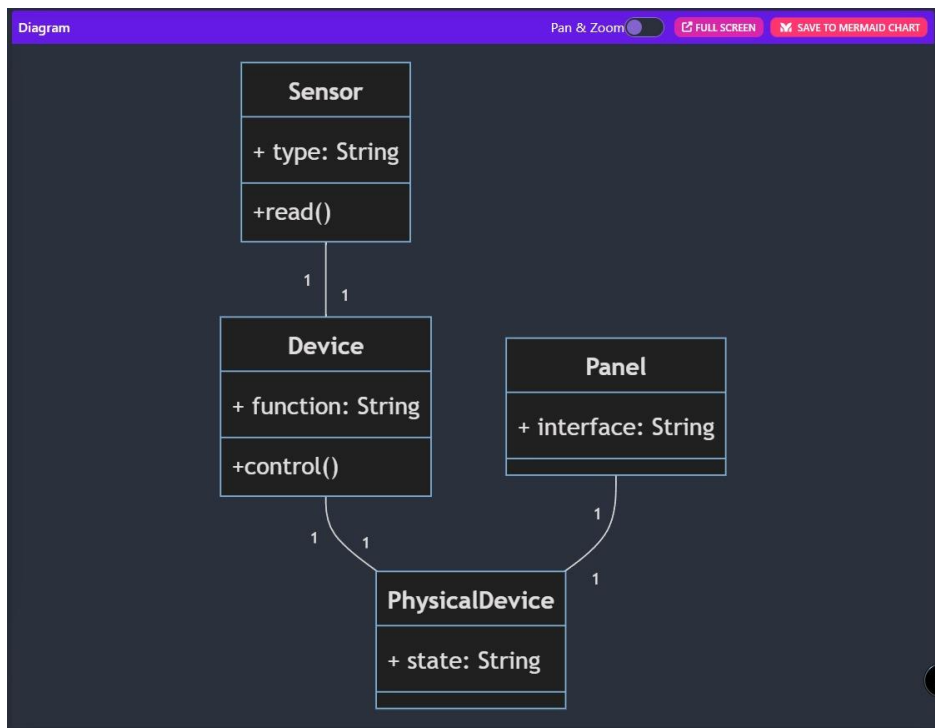 Diagram
Pan & Zoom
FULL SCREEN
SAVE TO MERMAID CHART
Sensor
+ type: String
+read()
1
1
Device
+ function: String
+control()
Panel
+ interface: String
1
1
1
1
PhysicalDevice
+ state: String